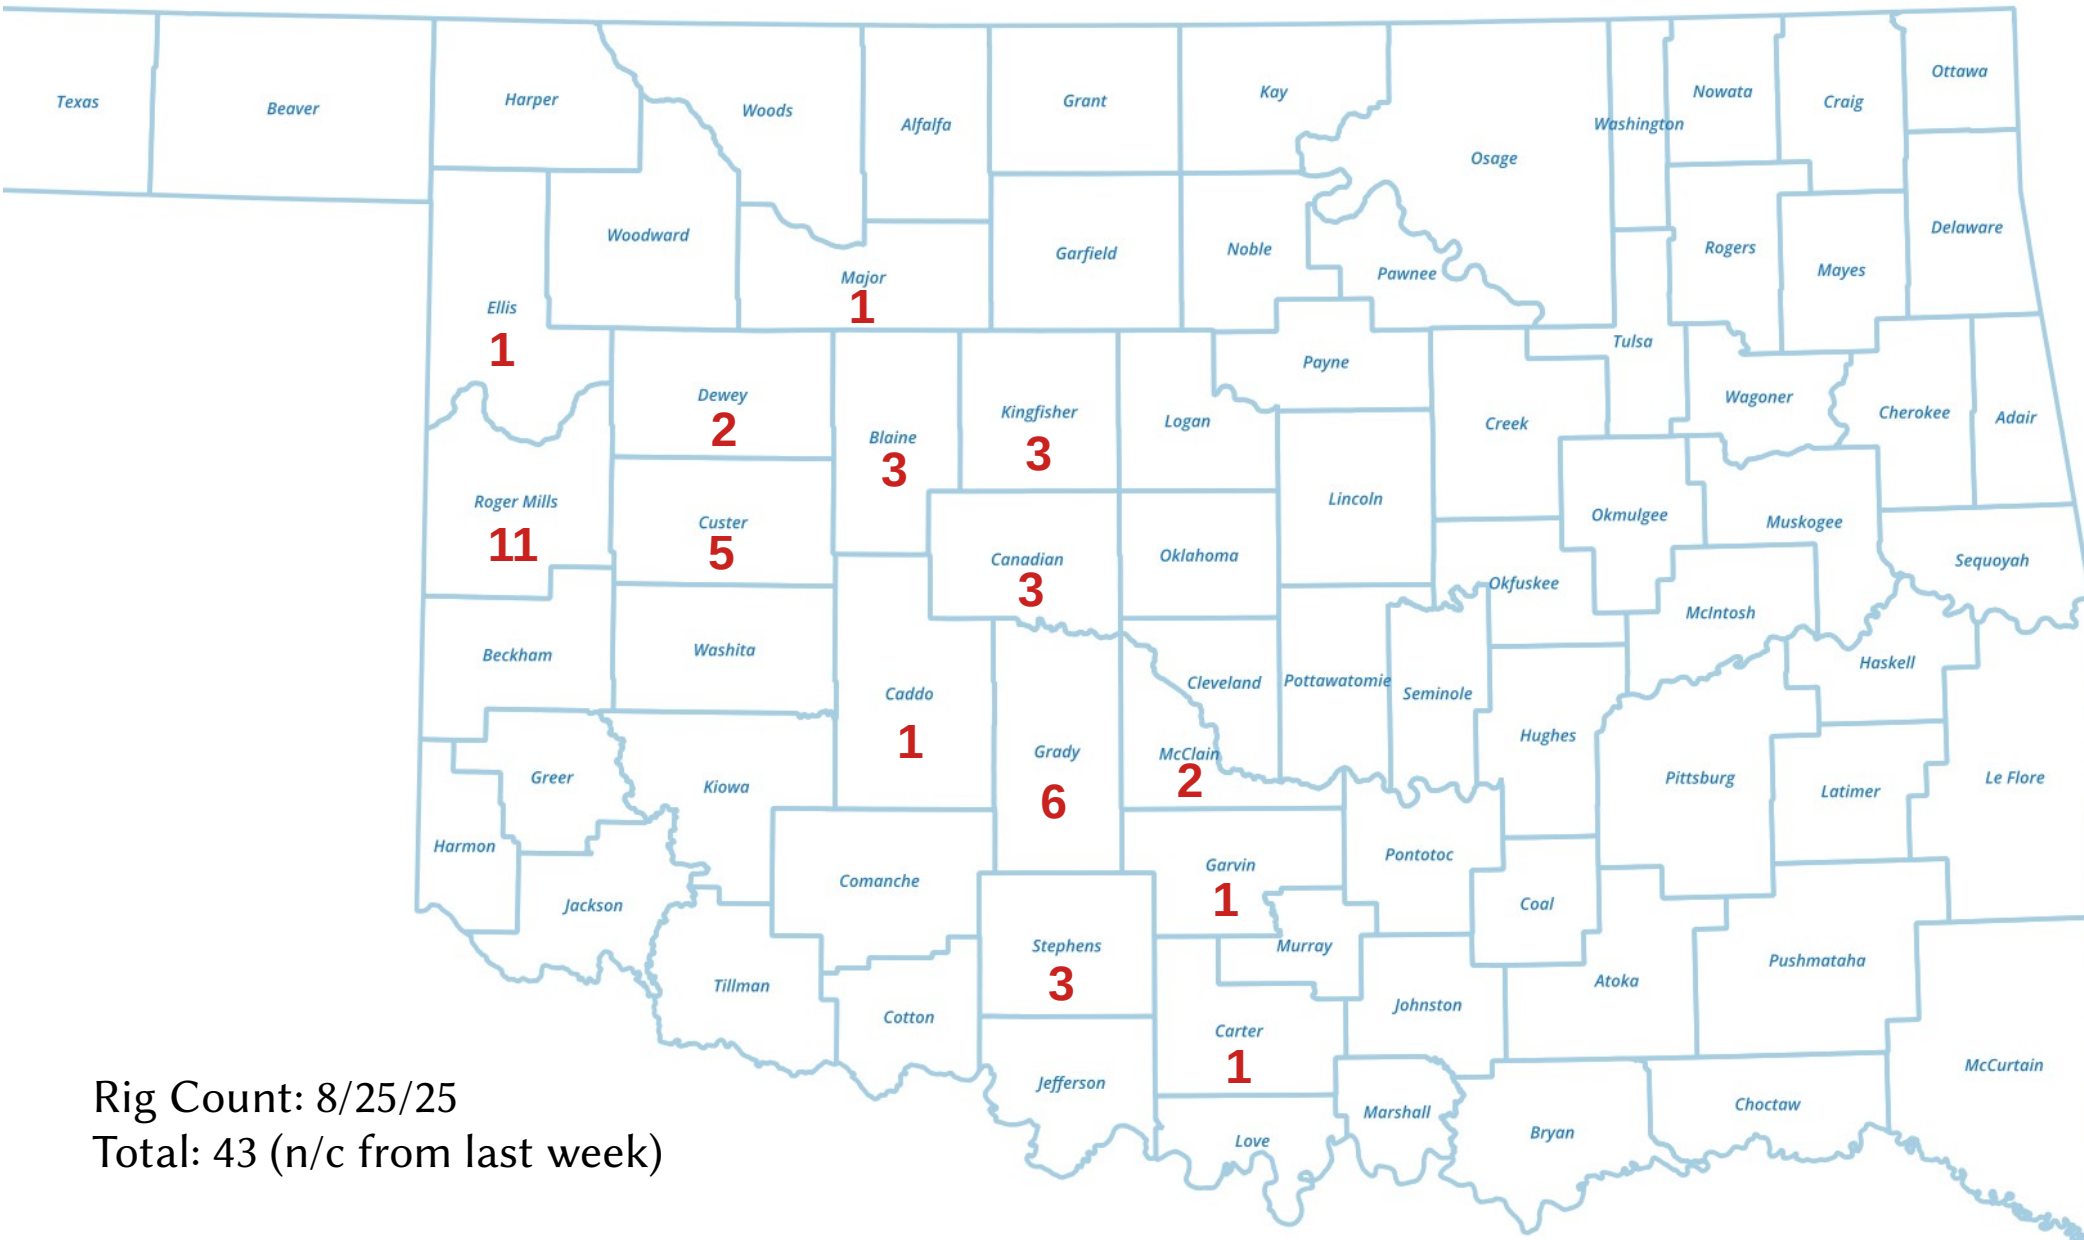 Texas
Beaver
Harper
Woods
Alfalfa
Grant
Kay
Osage
Washington
Nowata
Craig
Ottawa
Ellis
1
Woodward
Major
1
Garfield
Noble
Pawnee
Rogers
Mayes
Delaware
Dewey
2
Blaine
3
Kingfisher
3
Logan
Payne
Creek
Tulsa
Wagoner
Cherokee
Adair
Roger Mills
11
Custer
5
Canadian
3
Oklahoma
Lincoln
Okfuskee
Okmulgee
Muskogee
McIntosh
Sequoyah
Beckham
Washita
Caddo
1
Grady
6
McClain
2
Cleveland
Pottawatomie
Seminole
Hughes
Pittsburg
Haskell
Latimer
Le Flore
Harmon
Greer
Kiowa
Jackson
Comanche
Tillman
Cotton
Stephens
3
Garvin
1
Murray
Pontotoc
Coal
Johnston
Atoka
Pushmataha
McCurtain
Jefferson
Carter
1
Love
Marshall
Bryan
Choctaw
Rig Count: 8/25/25
Total: 43 (n/c from last week)